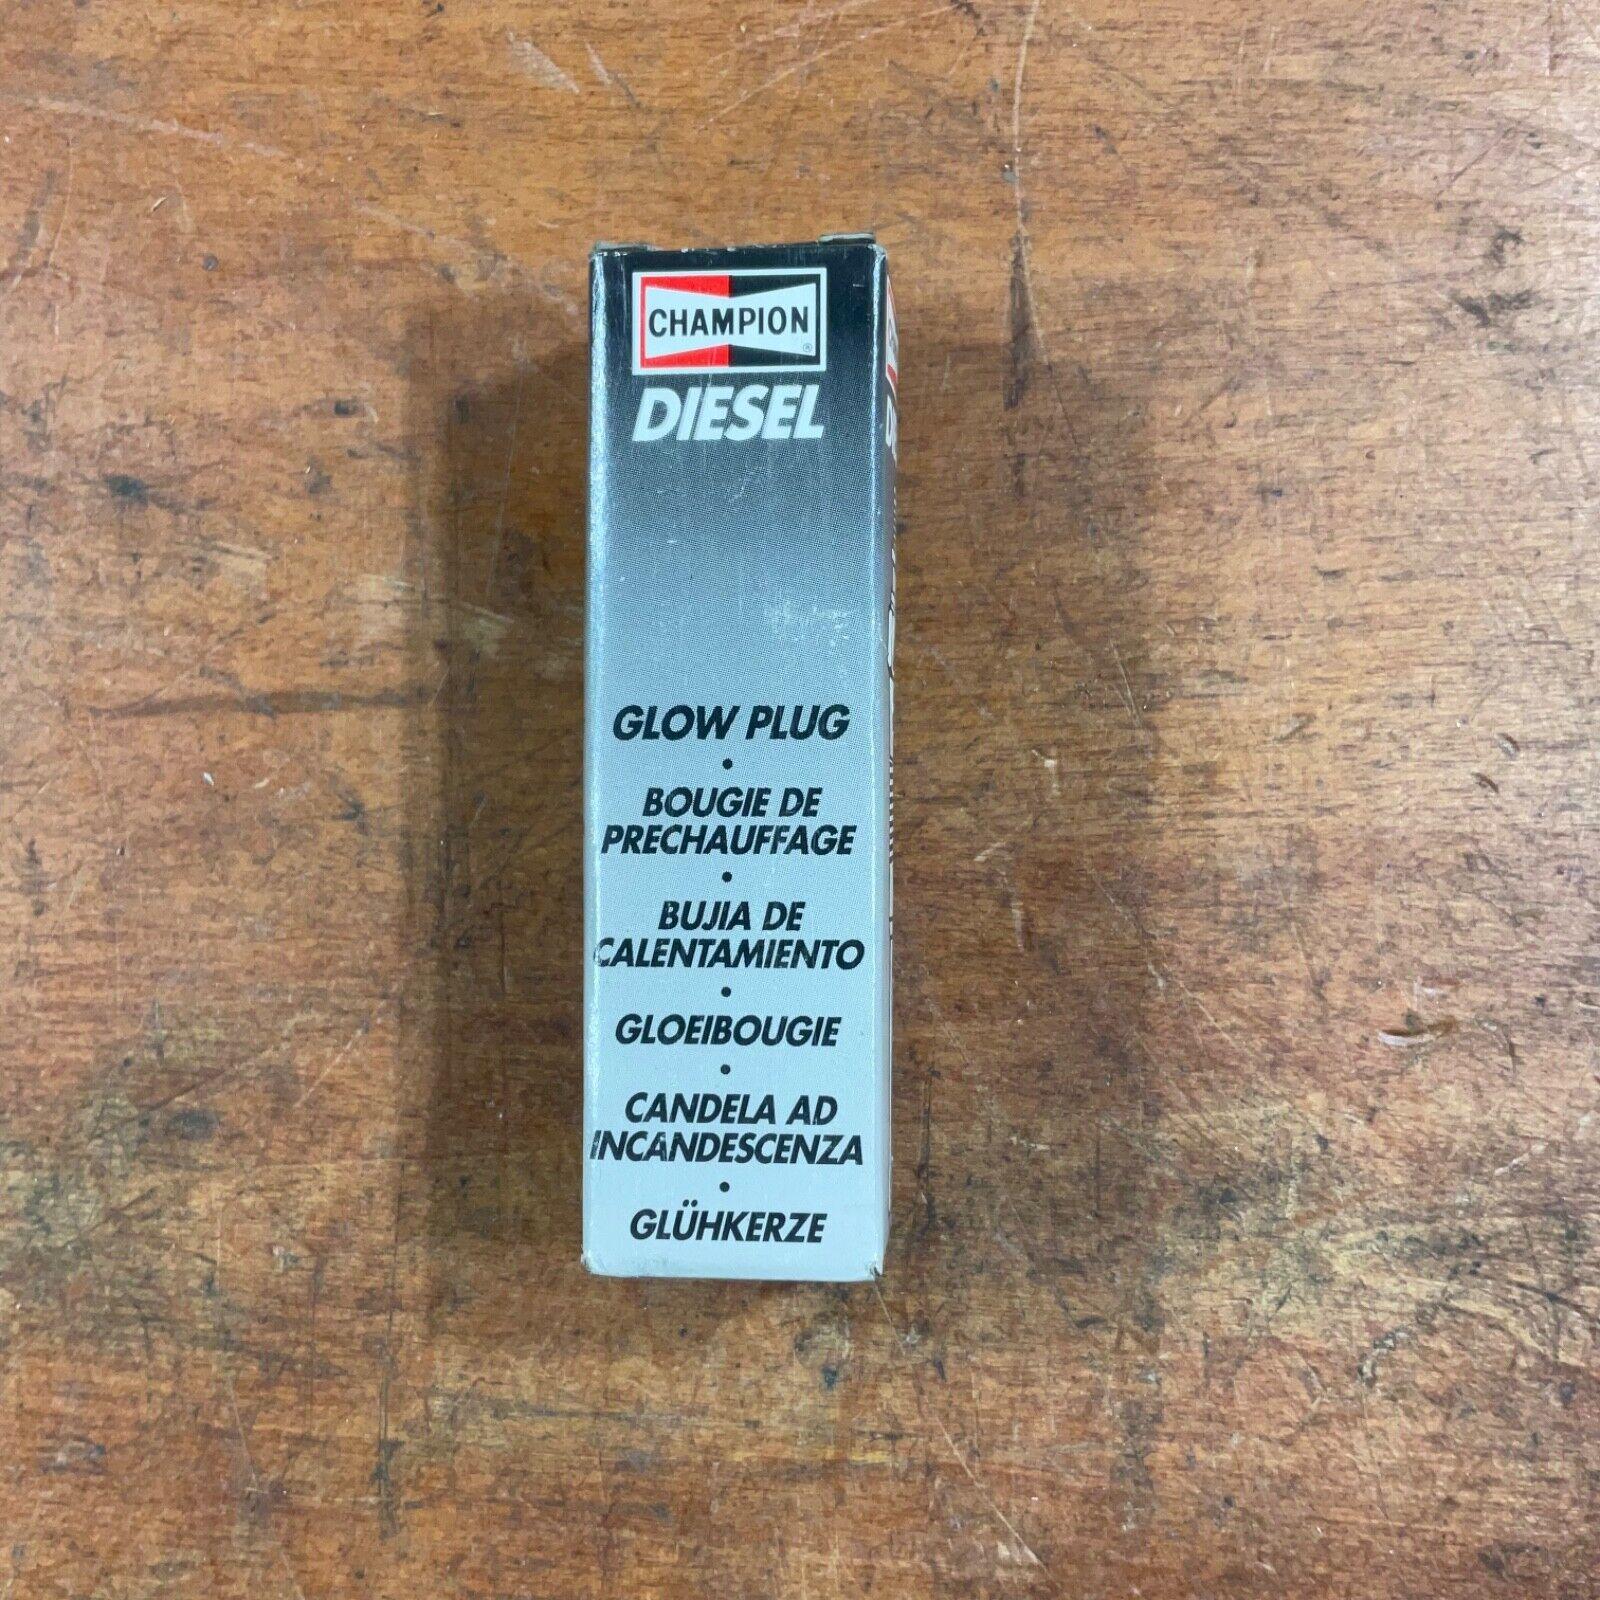 CHAMPION
®
DIESEL
GLOW PLUG
•
BOUGIE DE
PRECHAUFFAGE
•
BUJIA DE
CALENTAMIENTO
•
GLOEIBOUGIE
•
CANDELA AD
INCANDESCENZA
•
GLÜHKERZE